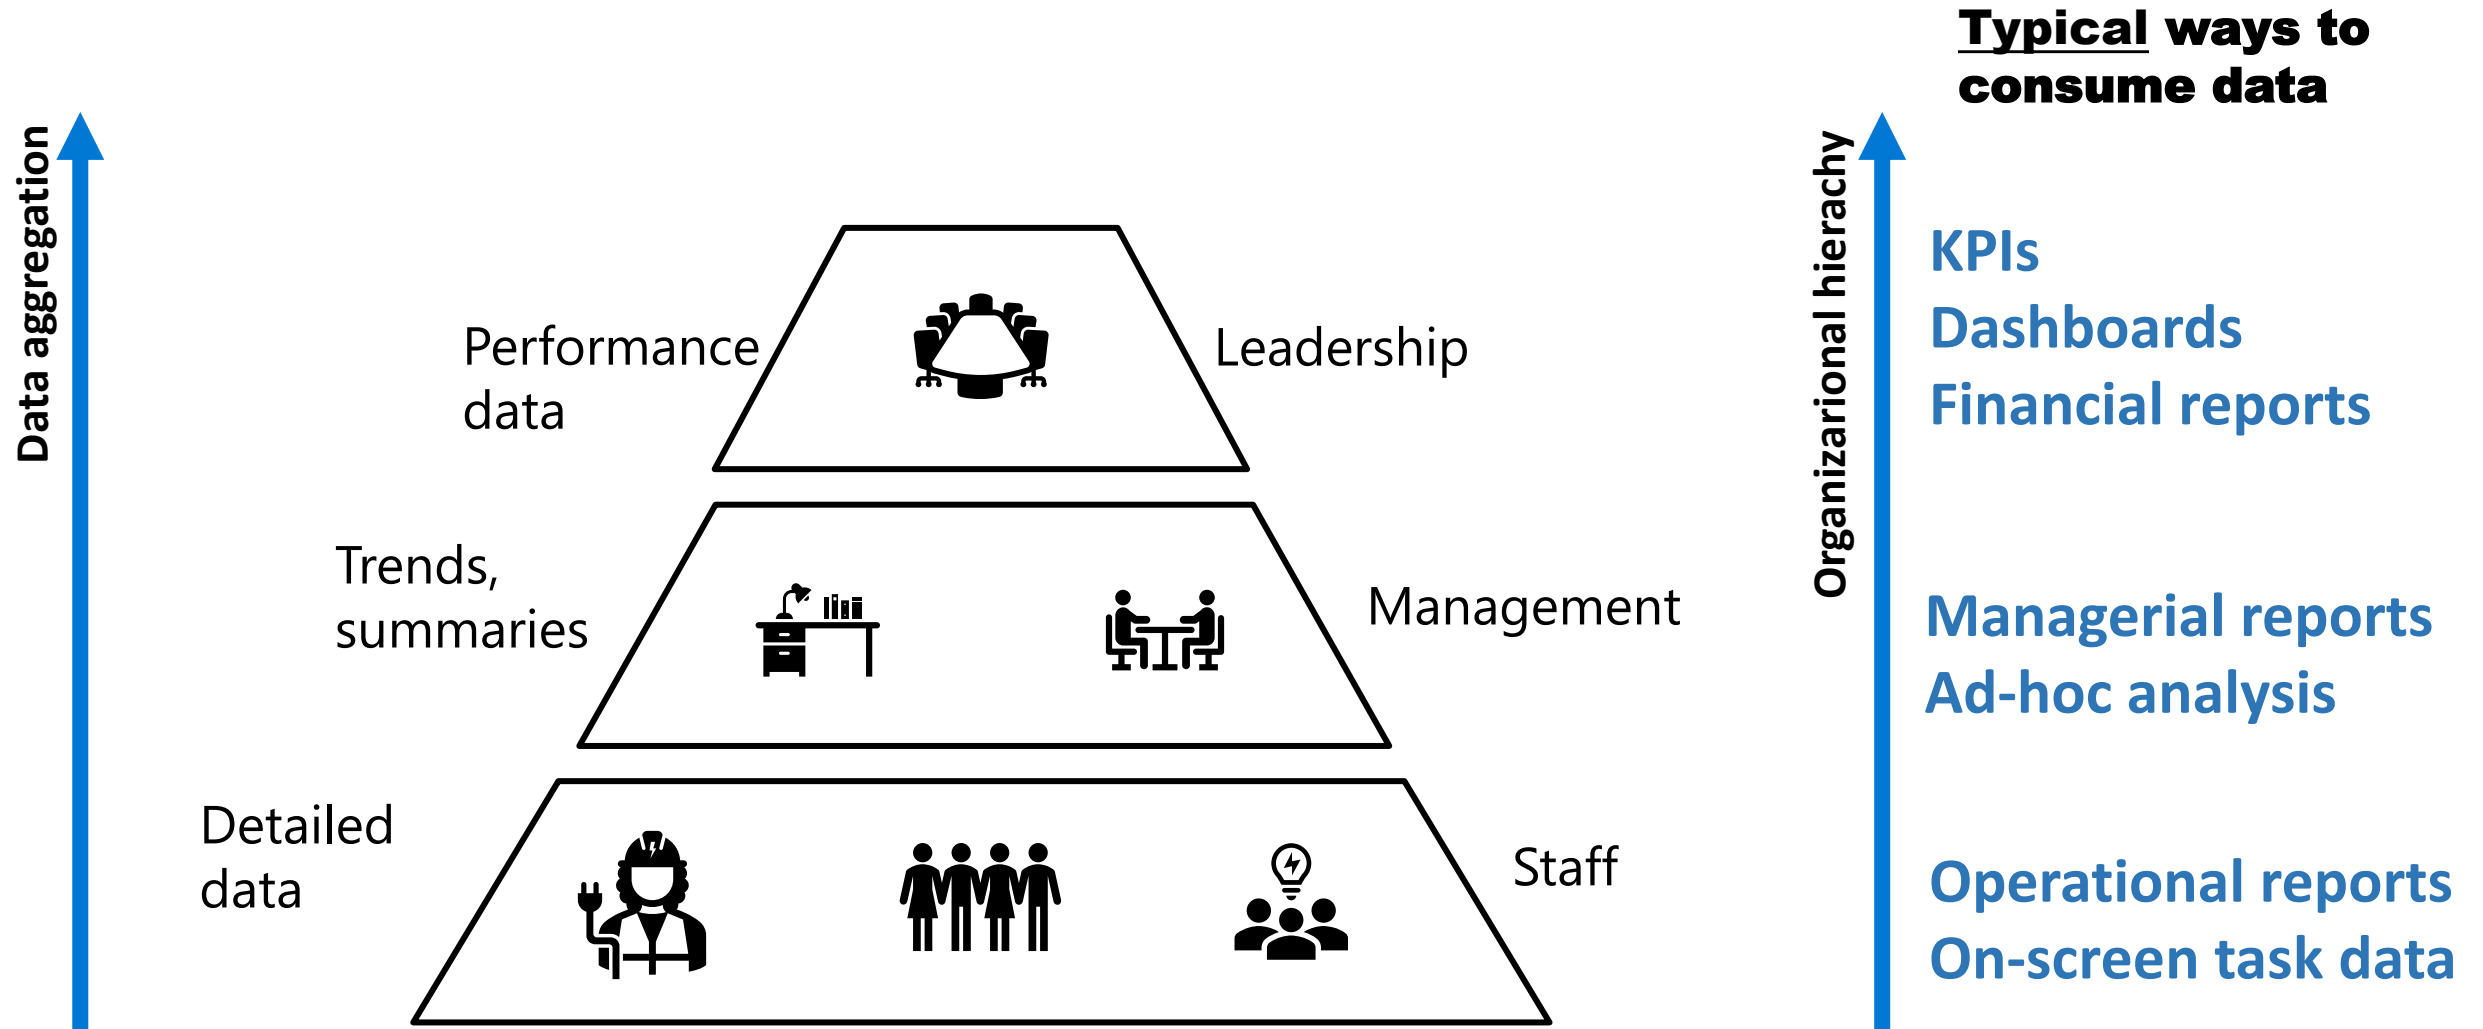 Typical ways to
consume data
Data aggregation
Organizarional hierachy
Performance
data
Leadership
KPIs
Dashboards
Financial reports
Trends,
summaries
Management
Managerial reports
Ad-hoc analysis
Detailed
data
Staff
Operational reports
On-screen task data